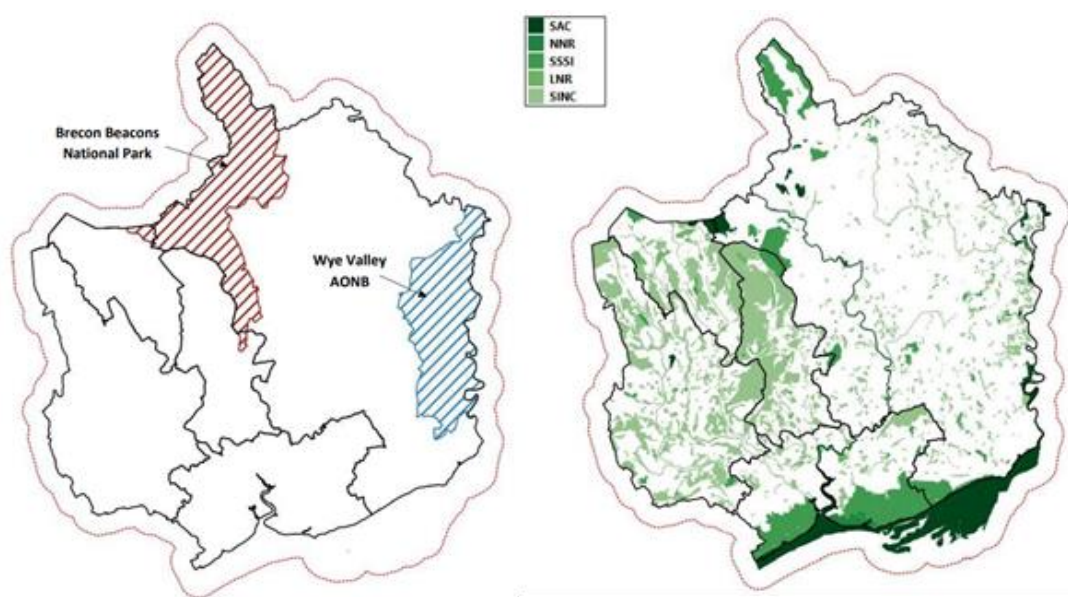 Brecon Beacons
National Park
Wye Valley
AONB
SAC
NNR
SSSI
LNR
SINC